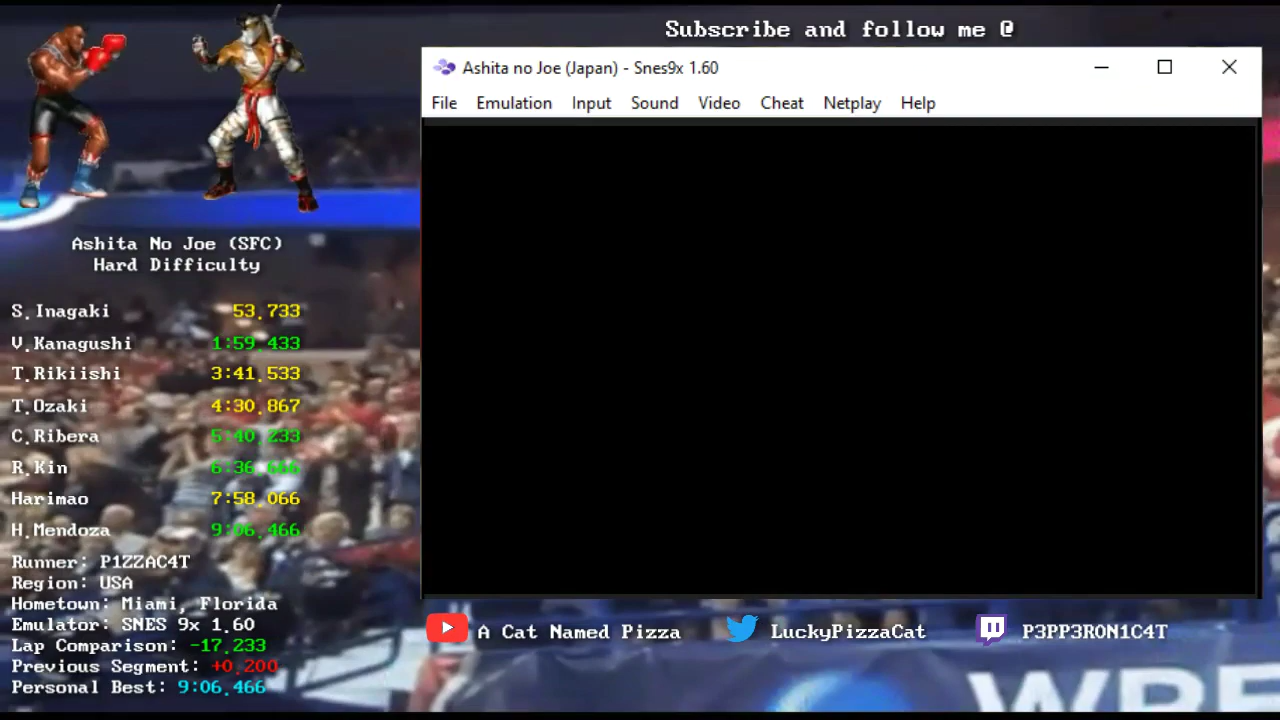 Subscribe and follow me @
Ashita no Joe (Japan) - Snes9x 1.60
File Emulation Input Sound Video Cheat Netplay Help
Ashita No Joe (SFC)
Hard Difficulty
S.Inagaki 53.733
V.Kanagushi 1:59.433
T.Rikiishi 3:41.533
T.Ozaki 4:30.867
C.Ribera 5:40.233
R.Kin 6:36.666
Harimao 7:58.066
H.Mendoza 9:06.466
Runner: P1ZZAC4T
Region: USA
Hometown: Miami, Florida
Emulator: SNES 9x 1.60
Lap Comparison: -17.233
Previous Segment: +0.200
Personal Best: 9:06.466
A Cat Named Pizza LuckyPizzaCat P3PP3R0N1C4T